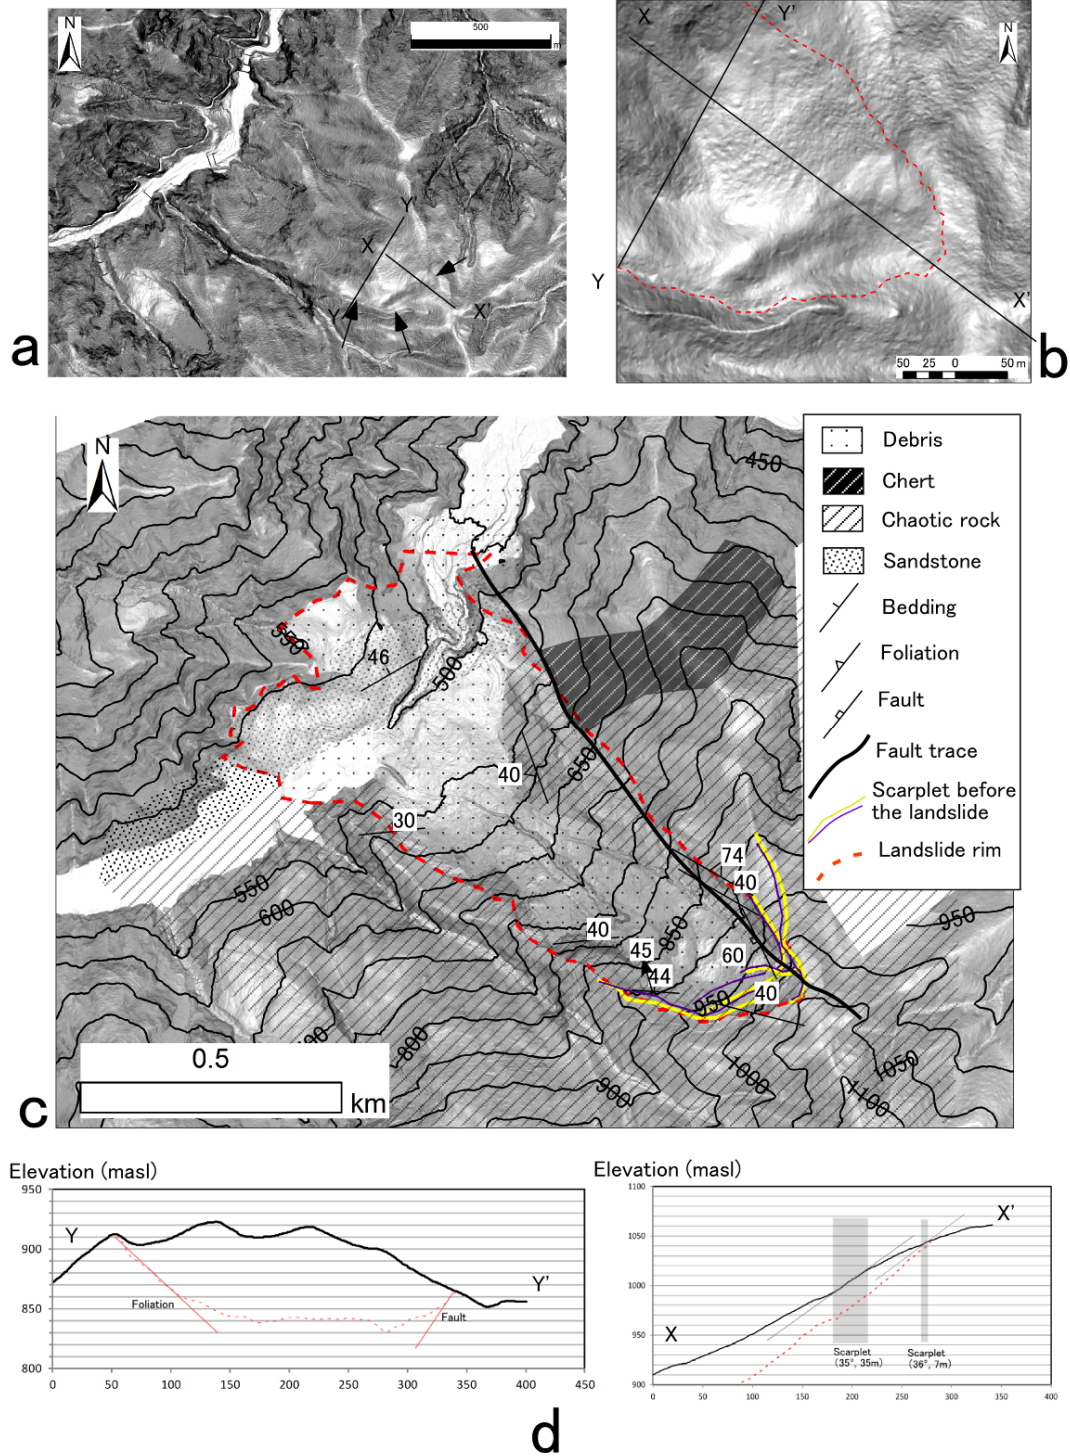 N
500
m
Y
X
Y
X'
a
X
Y'
N
Y
X'
50 25 0 50 m
b
N
450
Debris
Chert
Chaotic rock
Sandstone
Bedding
Foliation
Fault
Fault trace
Scarplet before
the landslide
Landslide rim
550
46
500
650
40
30
74
40
550
600
950
40
850
45
60
44
950
40
800
1050
1000
900
1100
0.5
km
c
Elevation (masl)
950
900
850
800
Y
Y'
Foliation
Fault
0 50 100 150 200 250 300 350 400 450
Elevation (masl)
1100
1050
1000
950
900
X
X'
Scarplet
(35°, 35m)
Scarplet
(36°, 7m)
0 50 100 150 200 250 300 350 400
d